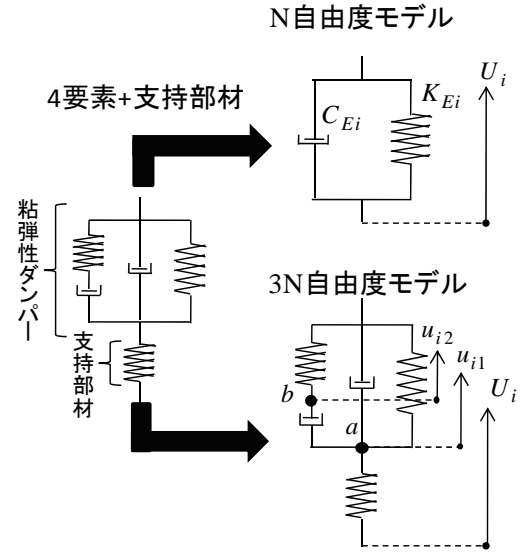 N自由度モデル
4要素+支持部材
C_{Ei}
K_{Ei}
U_i
粘弾性ダンパー
支持部材
3N自由度モデル
b
a
u_{i2}
u_{i1}
U_i